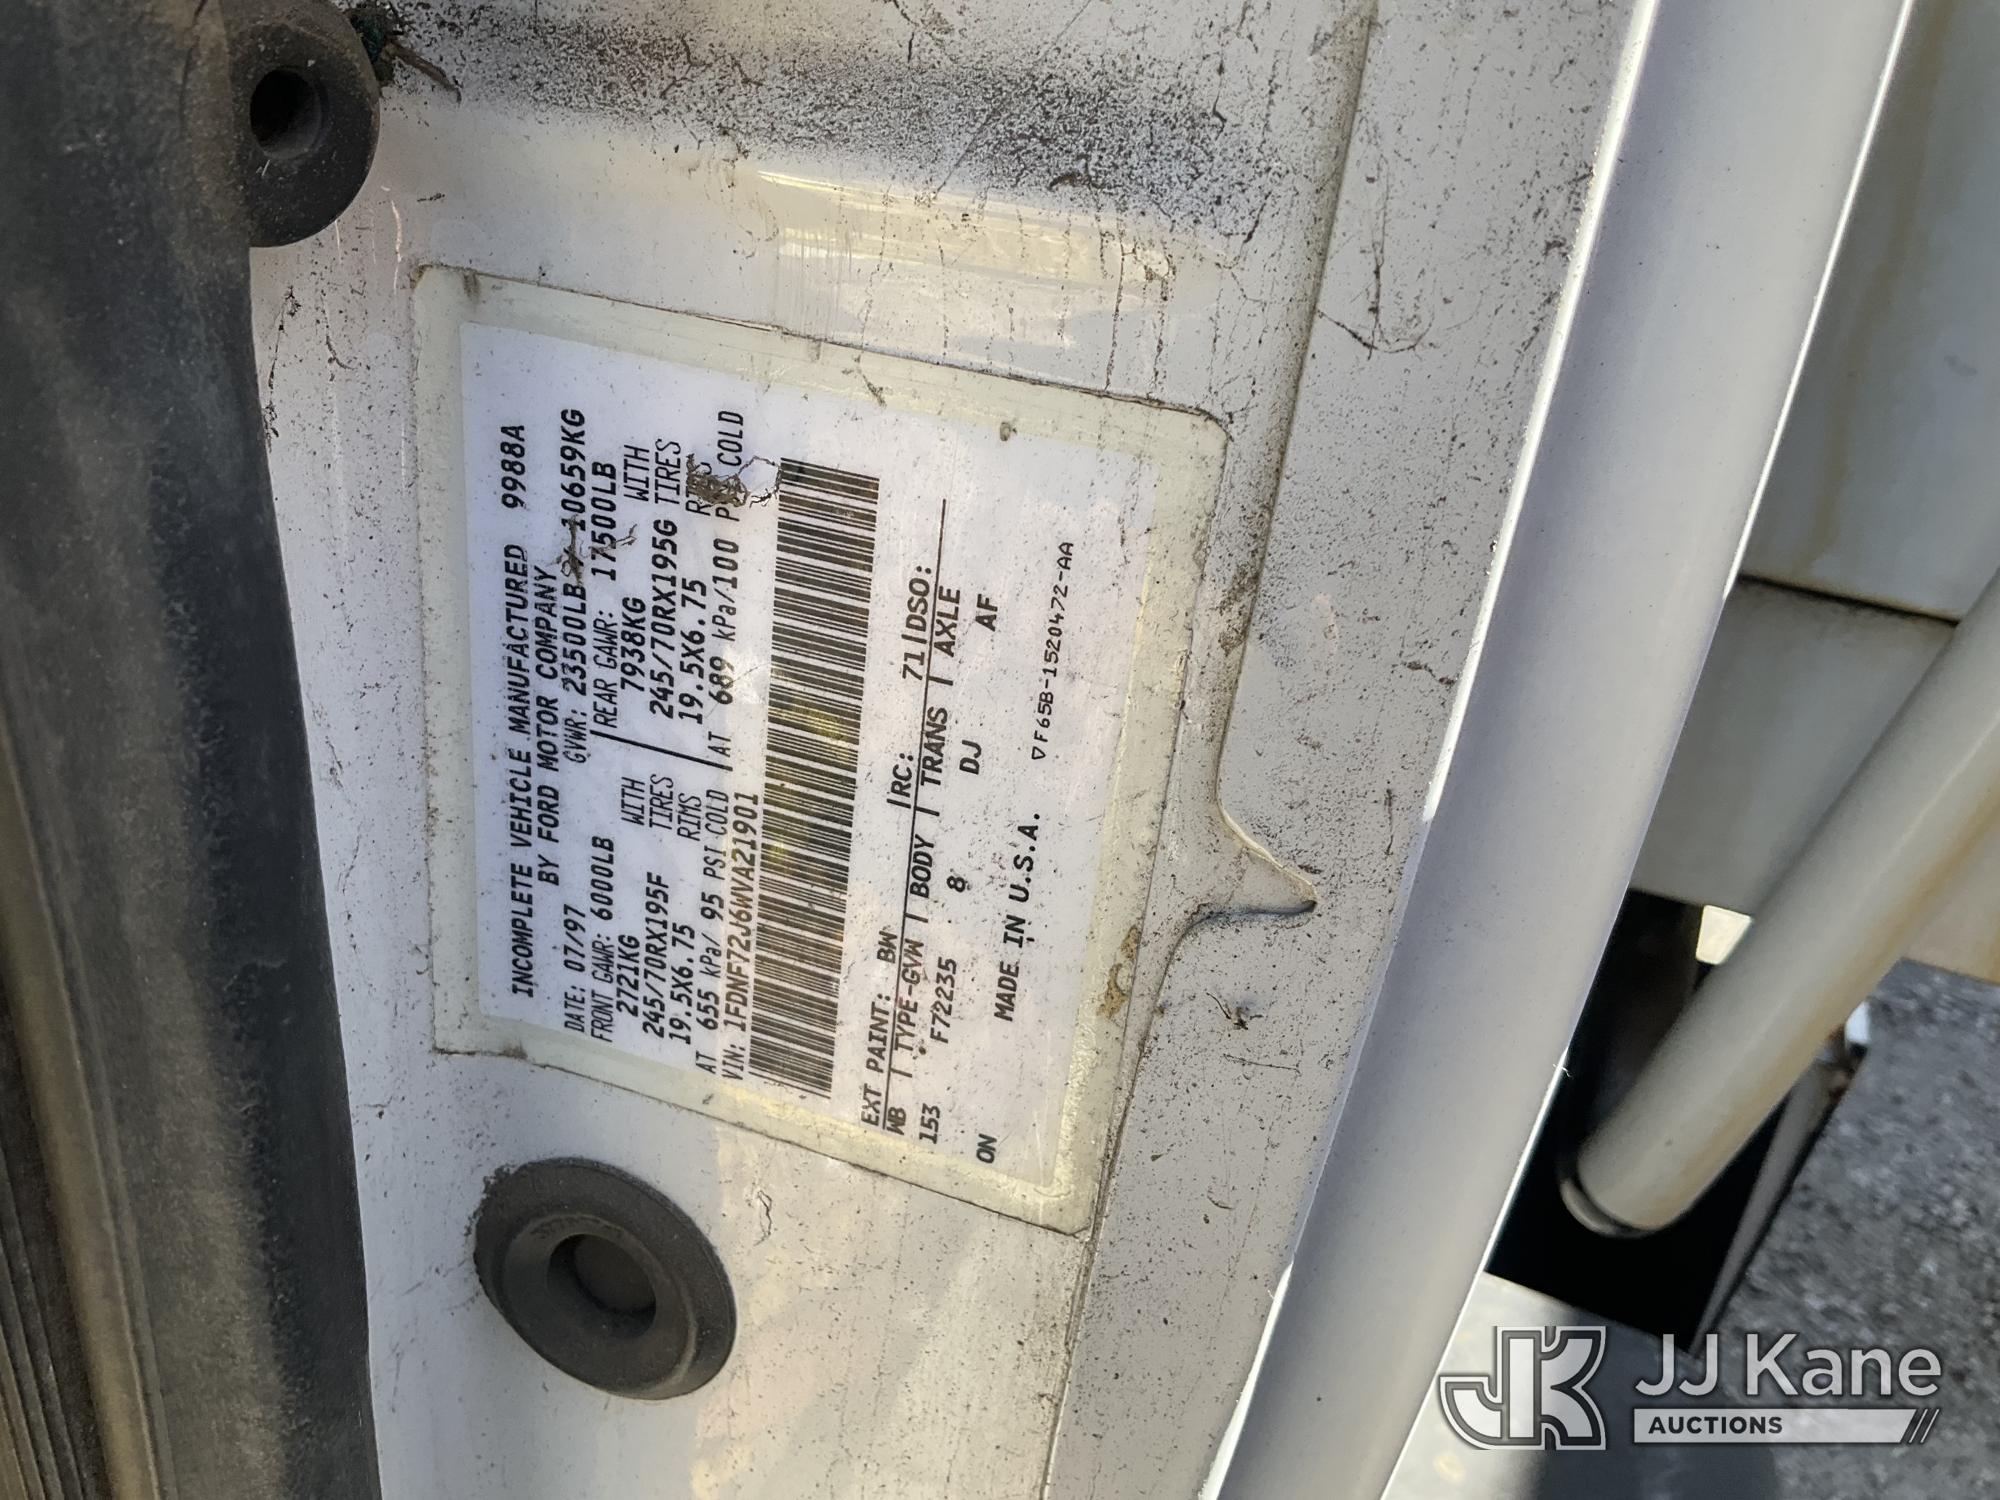 INCOMPLETE VEHICLE MANUFACTURED 9988A
BY FORD MOTOR COMPANY
DATE: 07/97 GVWR: 23500LB 10659KG
FRONT GAWR: 6000LB REAR GAWR: 17500LB
2721KG WITH 7938KG WITH
245/70RX195F TIRES 245/70RX195G TIRES
19.5X6.75 RIMS 19.5X6.75 RIMS
AT 655 kPa/ 95 PSI COLD AT 689 kPa/100 PSI COLD
VIN: 1FDNF72J6WVA21901
EXT PAINT: BW |RC: 71|DSO:
WB | TYPE-GVW | BODY | TRANS | AXLE
153 F72235 8 DJ AF
ON MADE IN U.S.A. ▽F65B-1520472-AA
JK JJ Kane
AUCTIONS